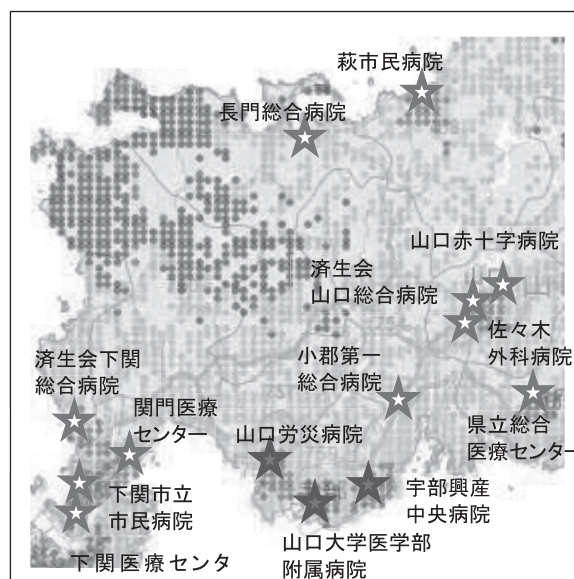 萩市民病院
長門総合病院
山口赤十字病院
済生会
山口総合病院
佐々木
外科病院
小郡第一
総合病院
済生会下関
総合病院
関門医療
センター
山口労災病院
県立総合
医療センター
下関市立
市民病院
宇部興産
中央病院
山口大学医学部
附属病院
下関医療センタ